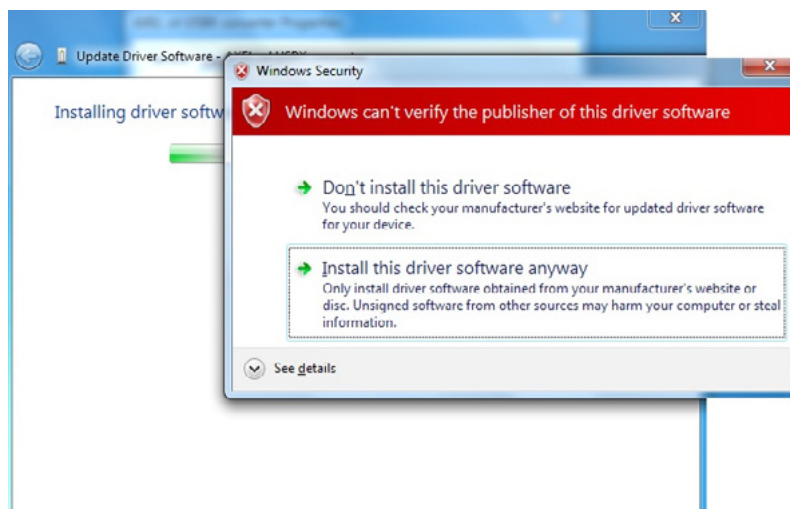 Update Driver Software -
Windows Security
Installing driver softw
Windows can't verify the publisher of this driver software
Don't install this driver software
You should check your manufacturer's website for updated driver software
for your device.
Install this driver software anyway
Only install driver software obtained from your manufacturer's website or
disc. Unsigned software from other sources may harm your computer or steal
information.
See details